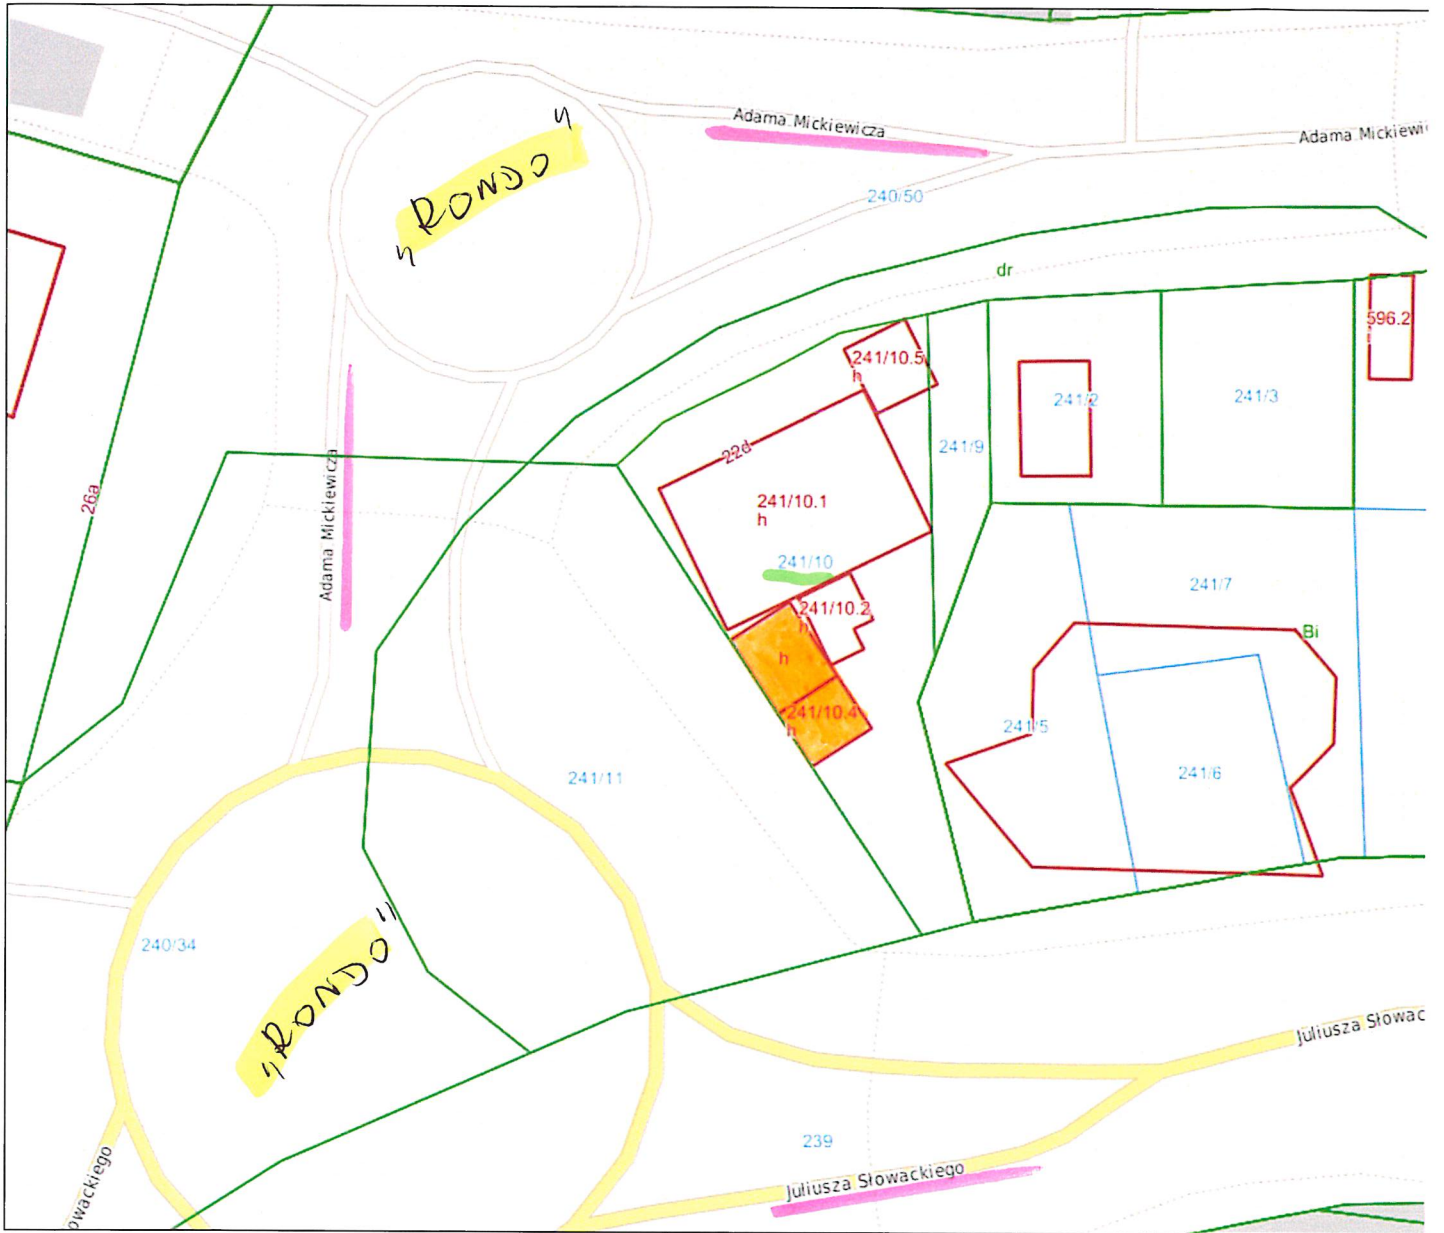 "RONDO"
Adama Mickiewicza
Adama Mickiewi
240/50
dr
596.2
241/10.5
h
241/2
241/3
22d
241/9
26a
Adama Mickiewicza
241/10.1
h
241/10
241/7
241/10.2
h
Bi
h
241/10.4
h
241/5
241/11
241/6
240/34
"RONDO"
Juliusza Słowac
239
Juliusza Słowackiego
owackiego